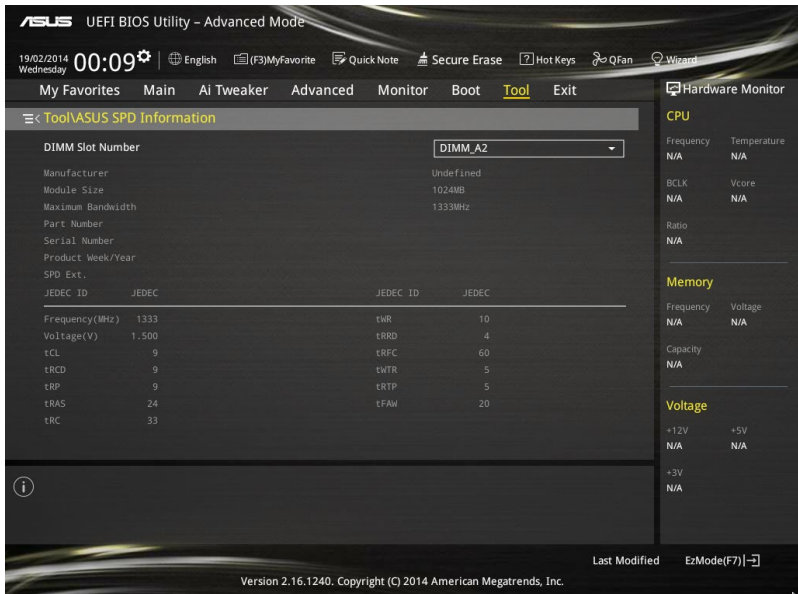 ASUS UEFI BIOS Utility – Advanced Mode
19/02/2014
Wednesday
00:09
English
(F3)MyFavorite
Quick Note
Secure Erase
? Hot Keys
QFan
Wizard
My Favorites Main Ai Tweaker Advanced Monitor Boot Tool Exit
Tool\ASUS SPD Information
DIMM Slot Number DIMM_A2
Manufacturer Undefined
Module Size 1024MB
Maximum Bandwidth 1333MHz
Part Number
Serial Number
Product Week/Year
SPD Ext.
JEDEC ID JEDEC JEDEC ID JEDEC
Frequency(MHz) 1333 tWR 10
Voltage(V) 1.500 tRRD 4
tCL 9 tRFC 60
tRCD 9 tWTR 5
tRP 9 tRTP 5
tRAS 24 tFAW 20
tRC 33
Hardware Monitor
CPU
Frequency Temperature
N/A N/A
BCLK Vcore
N/A N/A
Ratio
N/A
Memory
Frequency Voltage
N/A N/A
Capacity
N/A
Voltage
+12V +5V
N/A N/A
+3V
N/A
i
Last Modified EzMode(F7)
Version 2.16.1240. Copyright (C) 2014 American Megatrends, Inc.